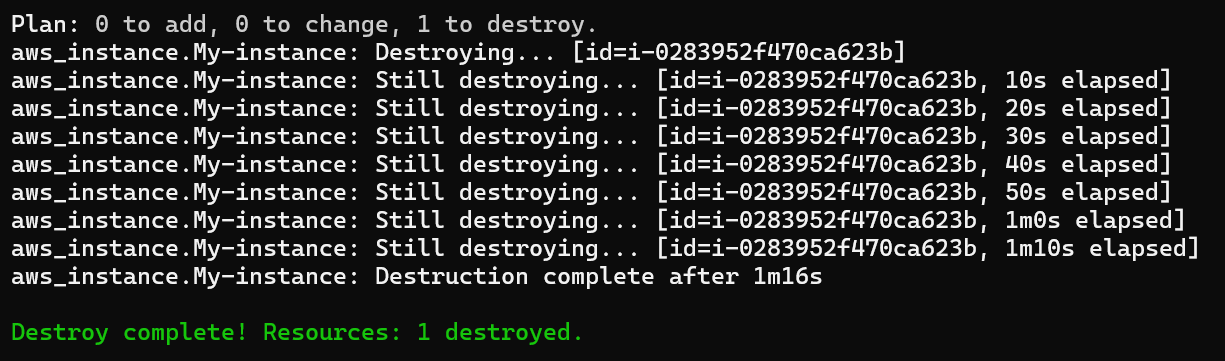 Plan: 0 to add, 0 to change, 1 to destroy.
aws_instance.My-instance: Destroying... [id=i-0283952f470ca623b]
aws_instance.My-instance: Still destroying... [id=i-0283952f470ca623b, 10s elapsed]
aws_instance.My-instance: Still destroying... [id=i-0283952f470ca623b, 20s elapsed]
aws_instance.My-instance: Still destroying... [id=i-0283952f470ca623b, 30s elapsed]
aws_instance.My-instance: Still destroying... [id=i-0283952f470ca623b, 40s elapsed]
aws_instance.My-instance: Still destroying... [id=i-0283952f470ca623b, 50s elapsed]
aws_instance.My-instance: Still destroying... [id=i-0283952f470ca623b, 1m0s elapsed]
aws_instance.My-instance: Still destroying... [id=i-0283952f470ca623b, 1m10s elapsed]
aws_instance.My-instance: Destruction complete after 1m16s
Destroy complete! Resources: 1 destroyed.